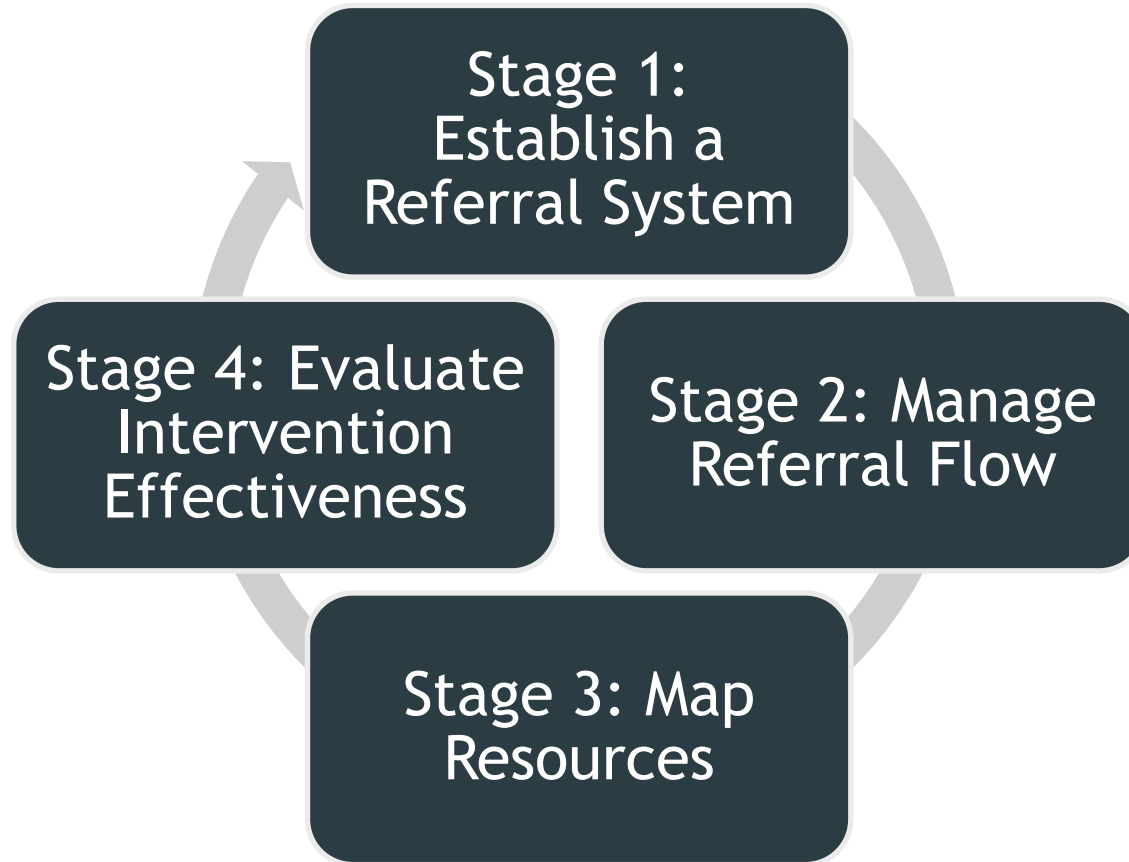 Stage 1:
Establish a
Referral System
Stage 2: Manage
Referral Flow
Stage 3: Map
Resources
Stage 4: Evaluate
Intervention
Effectiveness